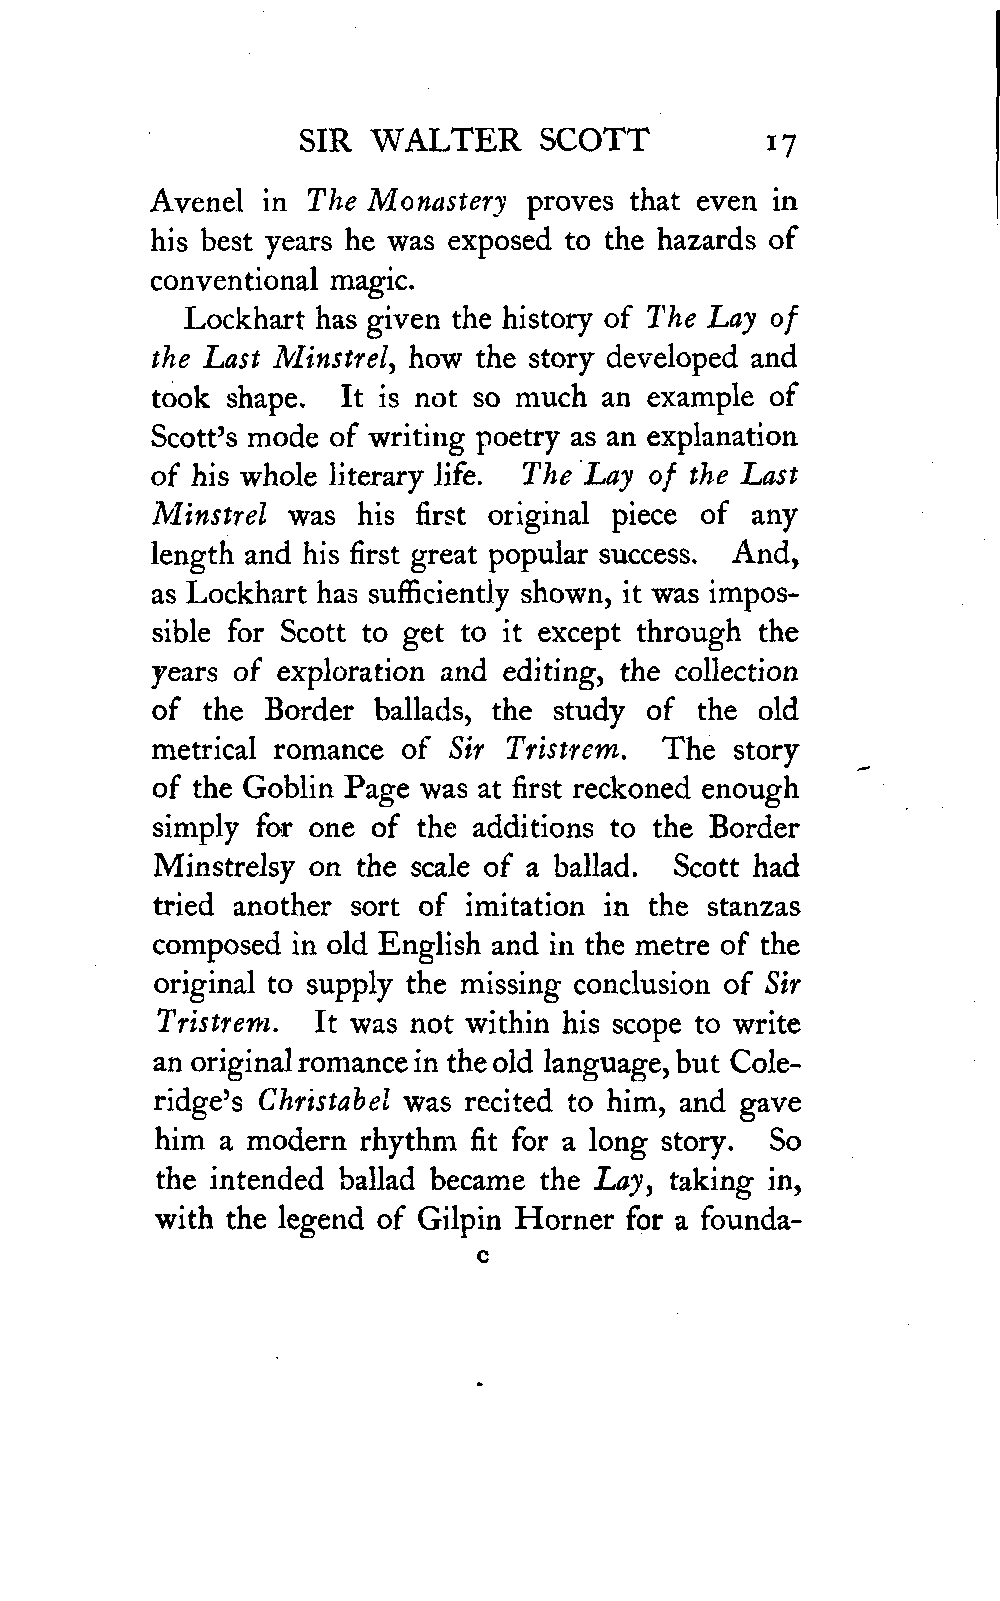 SIR WALTER SCOTT 17
Avenel in The Monastery proves that even in
his best years he was exposed to the hazards of
conventional magic.
Lockhart has given the history of The Lay of
the Last Minstrel, how the story developed and
took shape. It is not so much an example of
Scott's mode of writing poetry as an explanation
of his whole literary life. The Lay of the Last
Minstrel was his first original piece of any
length and his first great popular success. And,
as Lockhart has sufficiently shown, it was impos-
sible for Scott to get to it except through the
years of exploration and editing, the collection
of the Border ballads, the study of the old
metrical romance of Sir Tristrem. The story
of the Goblin Page was at first reckoned enough
simply for one of the additions to the Border
Minstrelsy on the scale of a ballad. Scott had
tried another sort of imitation in the stanzas
composed in old English and in the metre of the
original to supply the missing conclusion of Sir
Tristrem. It was not within his scope to write
an original romance in the old language, but Cole-
ridge's Christabel was recited to him, and gave
him a modern rhythm fit for a long story. So
the intended ballad became the Lay, taking in,
with the legend of Gilpin Horner for a founda-
C